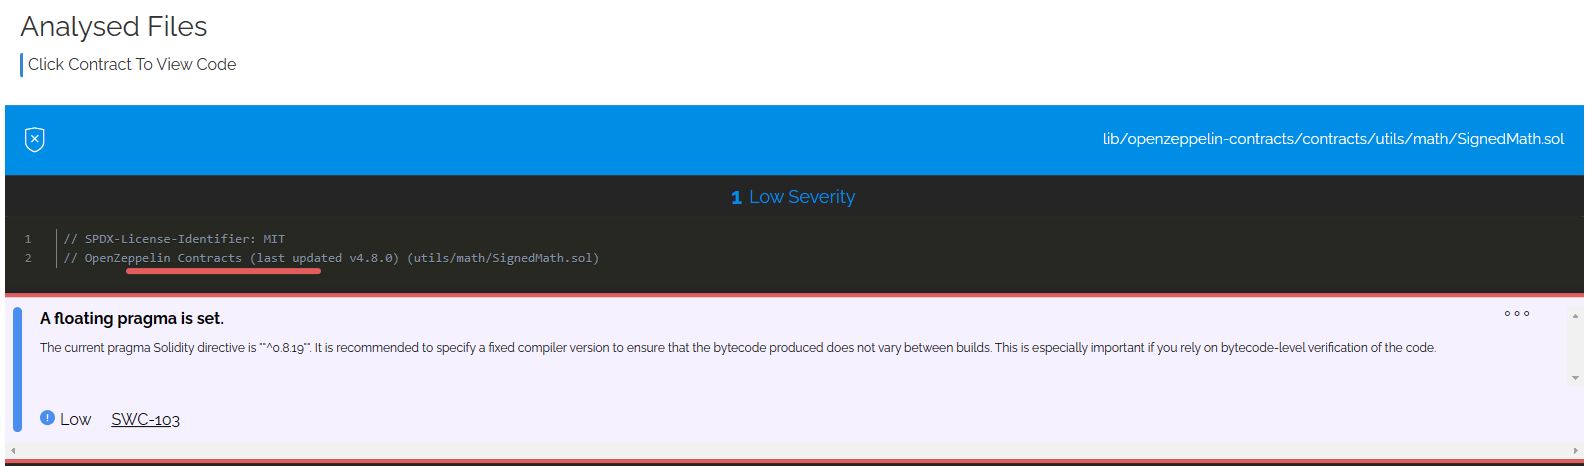 Analysed Files
Click Contract To View Code
lib/openzeppelin-contracts/contracts/utils/math/SignedMath.sol
1 Low Severity
1 // SPDX-License-Identifier: MIT
2 // OpenZeppelin Contracts (last updated v4.8.0) (utils/math/SignedMath.sol)
A floating pragma is set.
The current pragma Solidity directive is ""^0.8.19"". It is recommended to specify a fixed compiler version to ensure that the bytecode produced does not vary between builds. This is especially important if you rely on bytecode-level verification of the code.
Low SWC-103